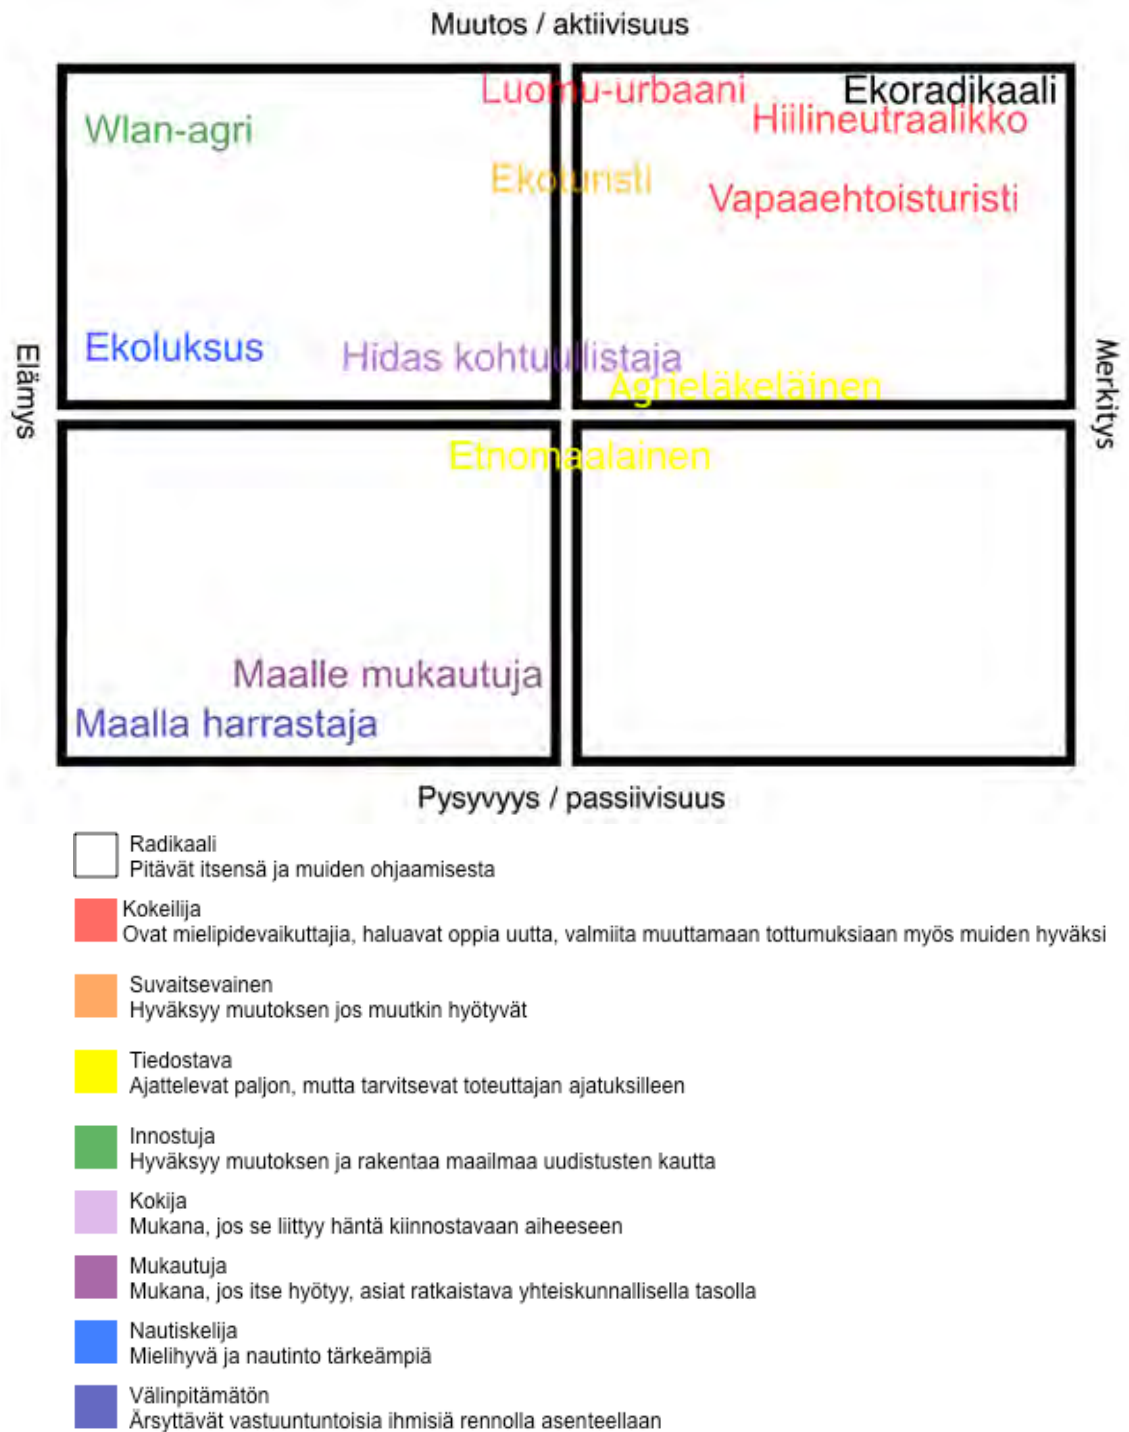 Muutos / aktiivisuus
Luomu-urbaani
Ekoradikaali
Hiilineutraalikko
Wlan-agri
Ekoturisti
Vapaaehtoisturisti
Elämys
Ekoluksus
Hidas kohtuullistaja
Merkitys
Agrieläkeläinen
Etnomaalainen
Maalle mukautuja
Maalla harrastaja
Pysyvyys / passiivisuus
Radikaali
Pitävät itsensä ja muiden ohjaamisesta
Kokeilija
Ovat mielipidevaikuttajia, haluavat oppia uutta, valmiita muuttamaan tottumuksiaan myös muiden hyväksi
Suvaitsevainen
Hyväksyy muutoksen jos muutkin hyötyvät
Tiedostava
Ajattelevat paljon, mutta tarvitsevat toteuttajan ajatuksilleen
Innostuja
Hyväksyy muutoksen ja rakentaa maailmaa uudistusten kautta
Kokija
Mukana, jos se liittyy häntä kiinnostavaan aiheeseen
Mukautuja
Mukana, jos itse hyötyy, asiat ratkaistava yhteiskunnallisella tasolla
Nautiskelija
Mielihyvä ja nautinto tärkeämpiä
Välinpitämätön
Ärsyttävät vastuuntuntoisia ihmisiä rennolla asenteellaan